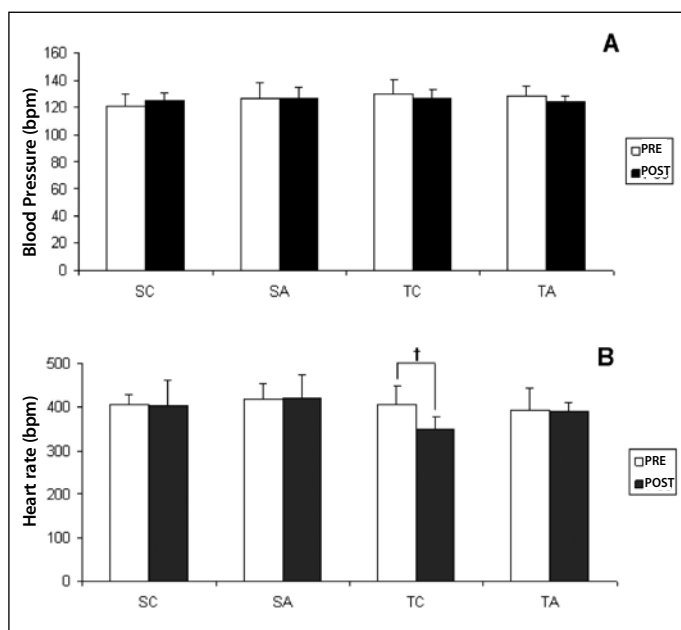 A
Blood Pressure (bpm)
160
140
120
100
80
60
40
20
0
SC SA TC TA
PRE
POST
B
Heart rate (bpm)
†
500
400
300
200
100
0
SC SA TC TA
PRE
POST